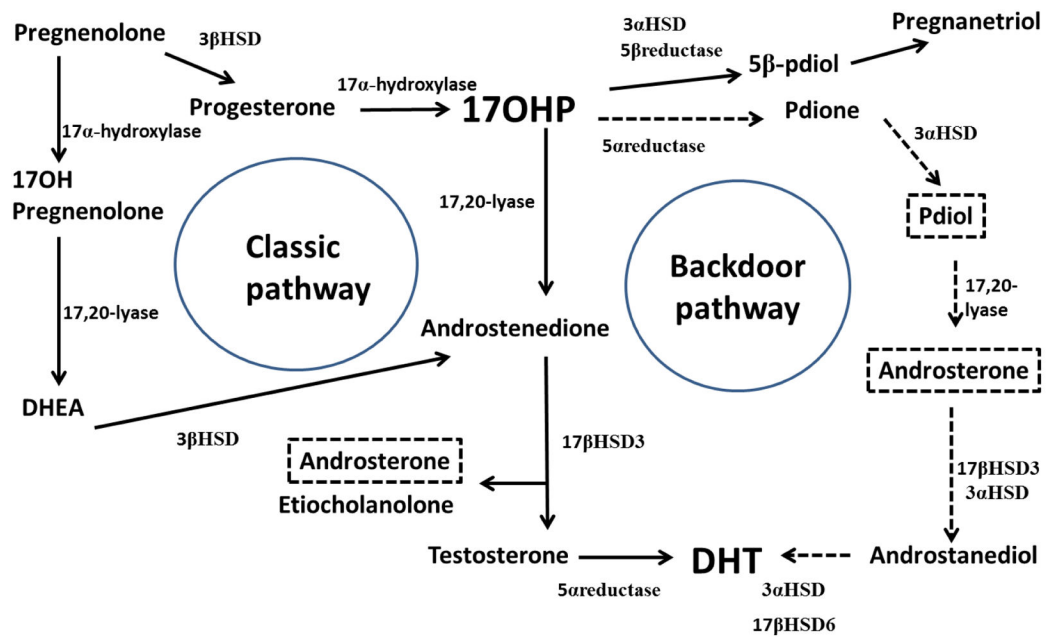 Pregnenolone
3βHSD
3αHSD
5βreductase
Pregnanetriol
5β-pdiol
Progesterone
17α-hydroxylase
17OHP
Pdione
17α-hydroxylase
5αreductase
3αHSD
17OH
Pregnenolone
17,20-lyase
Pdiol
Classic
pathway
Backdoor
pathway
17,20-lyase
17,20-
lyase
Androstenedione
Androsterone
DHEA
3βHSD
17βHSD3
Androsterone
Etiocholanolone
17βHSD3
3αHSD
Testosterone
5αreductase
DHT
Androstanediol
3αHSD
17βHSD6